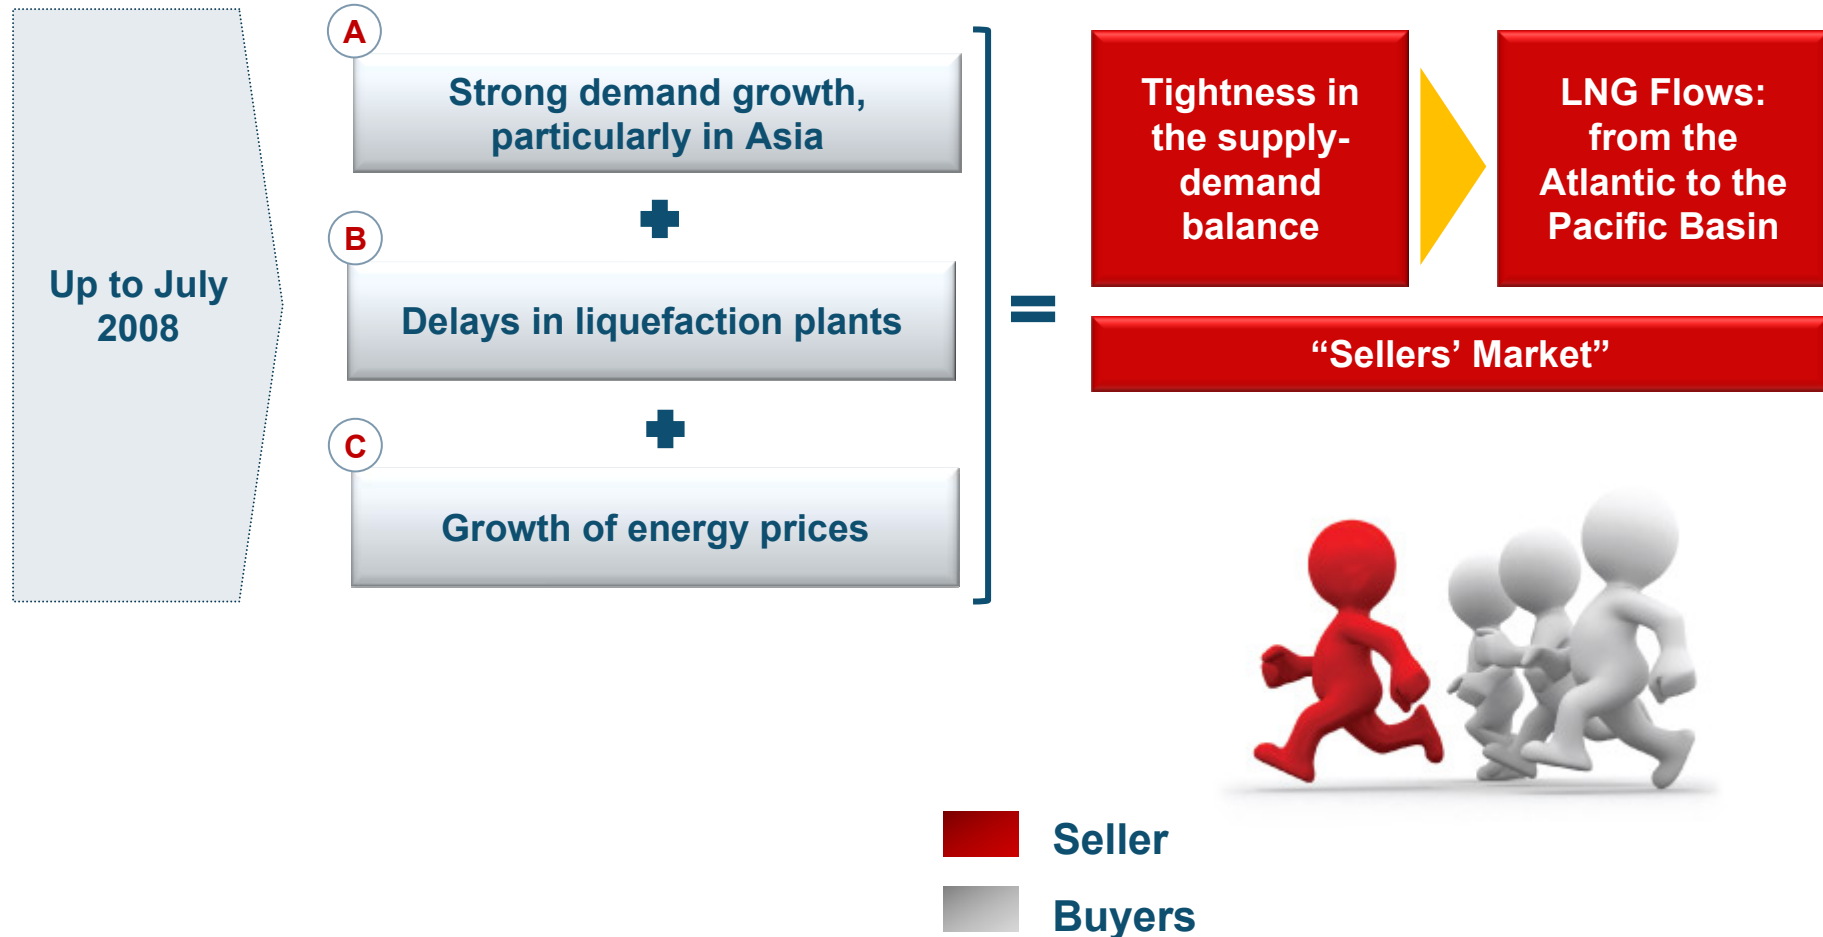 Up to July
2008
A
Strong demand growth,
particularly in Asia
B
Delays in liquefaction plants
C
Growth of energy prices
Tightness in
the supply-
demand
balance
LNG Flows:
from the
Atlantic to the
Pacific Basin
“Sellers’ Market”
Seller
Buyers